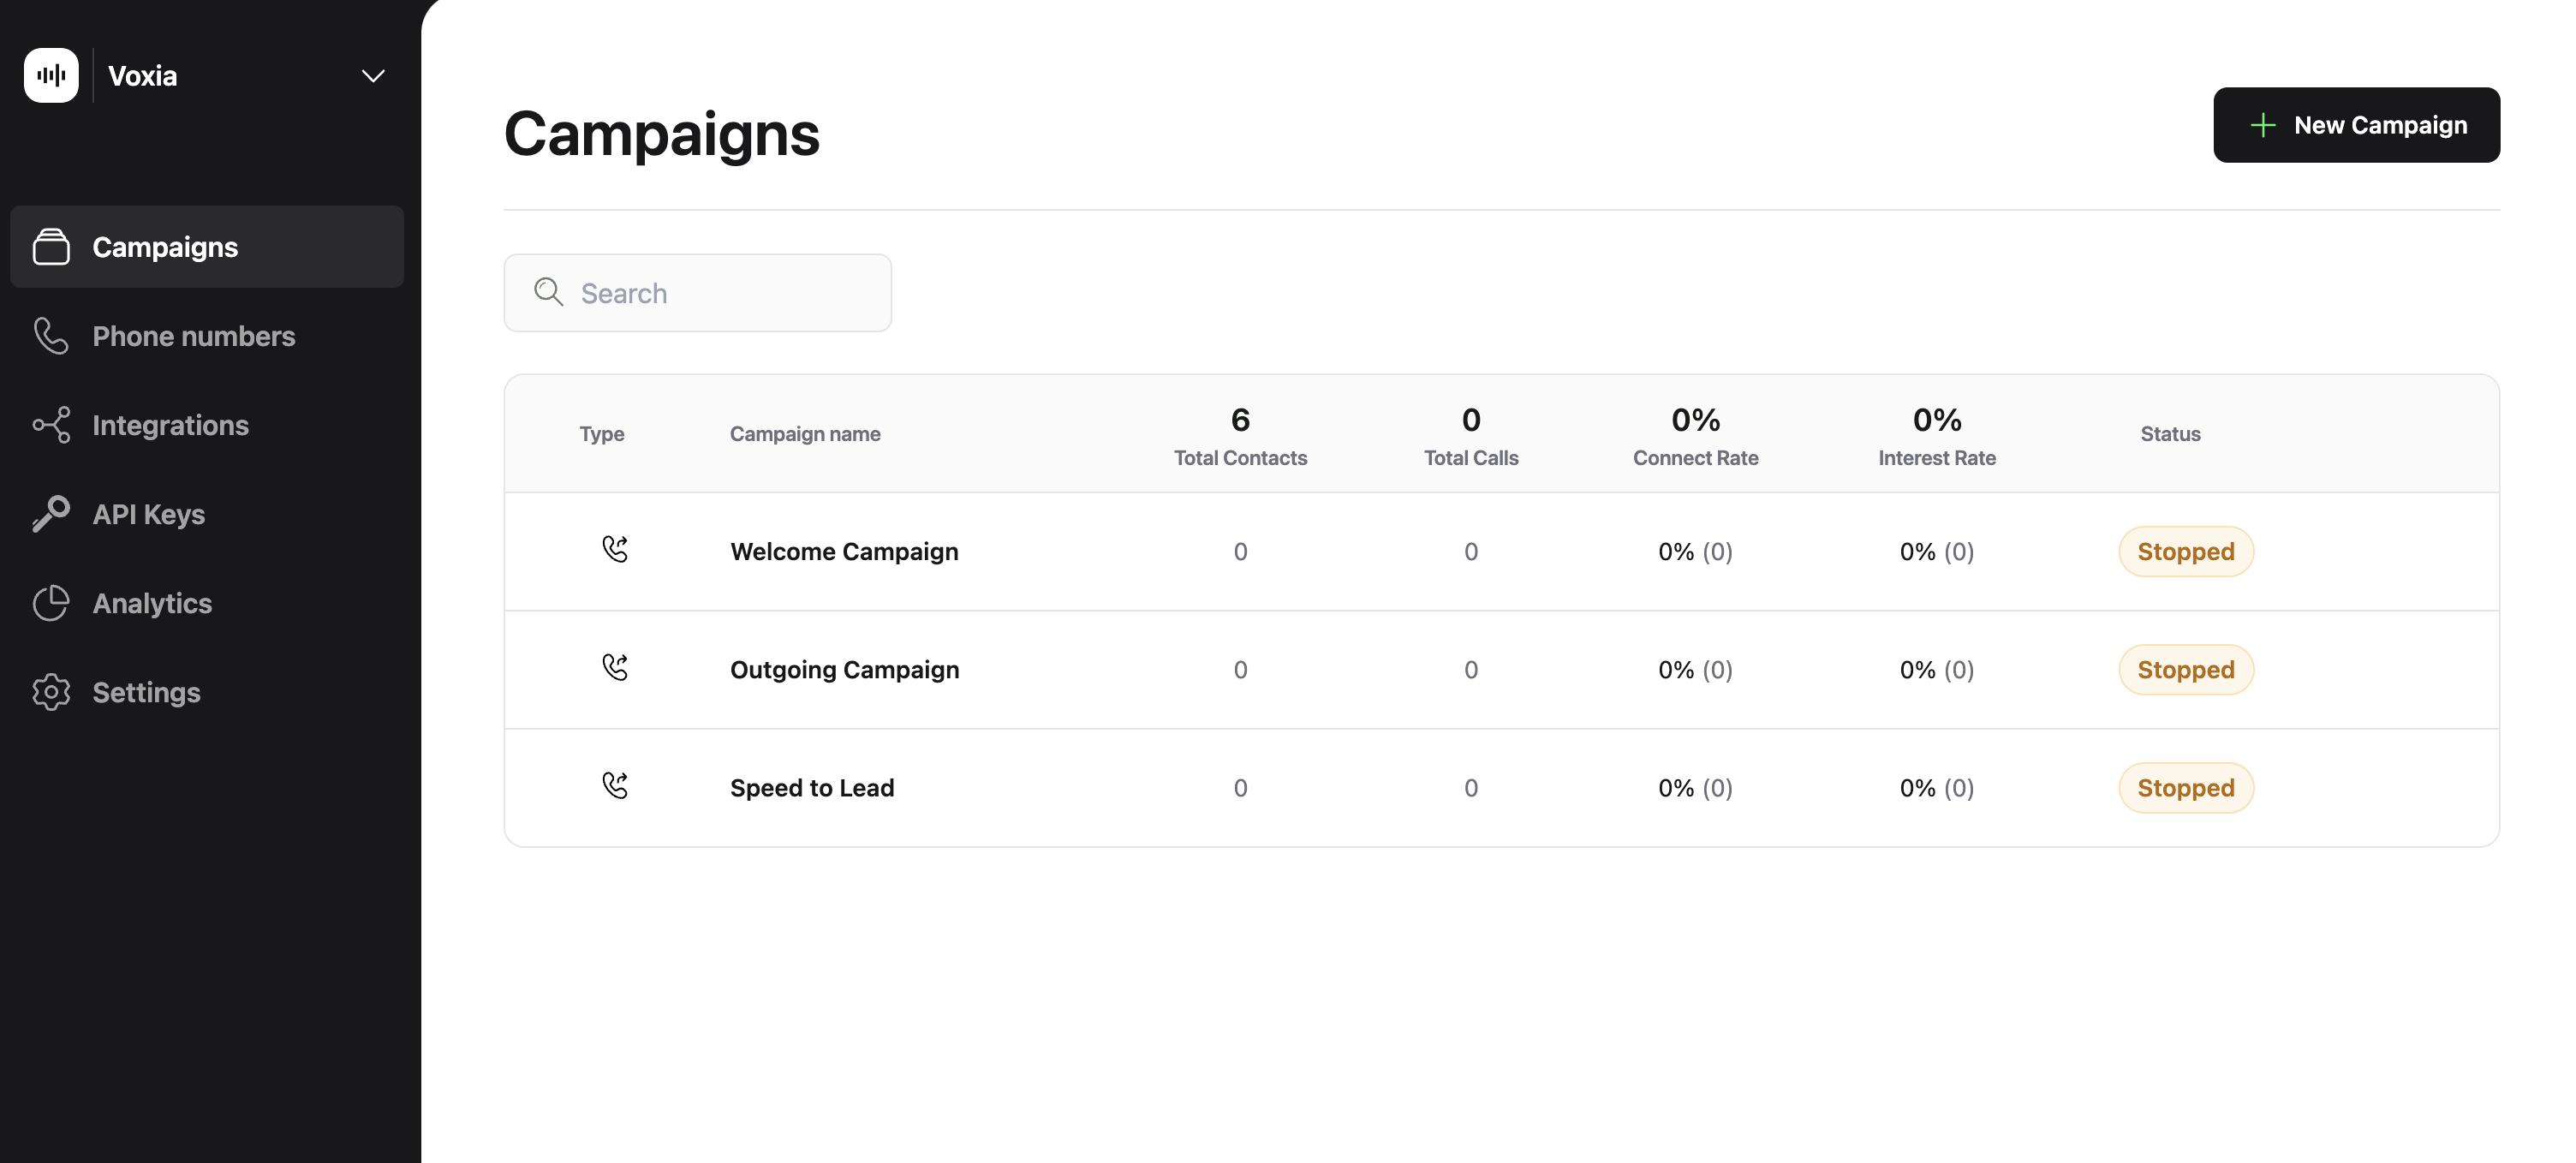 Voxia
Campaigns
Phone numbers
Integrations
API Keys
Analytics
Settings
Campaigns
New Campaign
Search
Type Campaign name 6 Total Contacts 0 Total Calls 0% Connect Rate 0% Interest Rate Status
Welcome Campaign 0 0 0% (0) 0% (0) Stopped
Outgoing Campaign 0 0 0% (0) 0% (0) Stopped
Speed to Lead 0 0 0% (0) 0% (0) Stopped